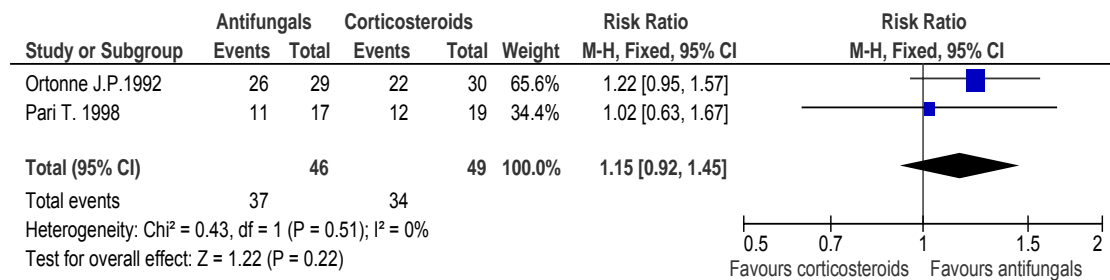 Antifungals Corticosteroids Risk Ratio Risk Ratio
Study or Subgroup Events Total Events Total Weight M-H, Fixed, 95% CI M-H, Fixed, 95% CI
Ortonne J.P.1992 26 29 22 30 65.6% 1.22 [0.95, 1.57]
Pari T. 1998 11 17 12 19 34.4% 1.02 [0.63, 1.67]
Total (95% CI) 46 49 100.0% 1.15 [0.92, 1.45]
Total events 37 34
Heterogeneity: Chi² = 0.43, df = 1 (P = 0.51); I² = 0%
Test for overall effect: Z = 1.22 (P = 0.22)
0.5 0.7 1 1.5 2
Favours corticosteroids Favours antifungals